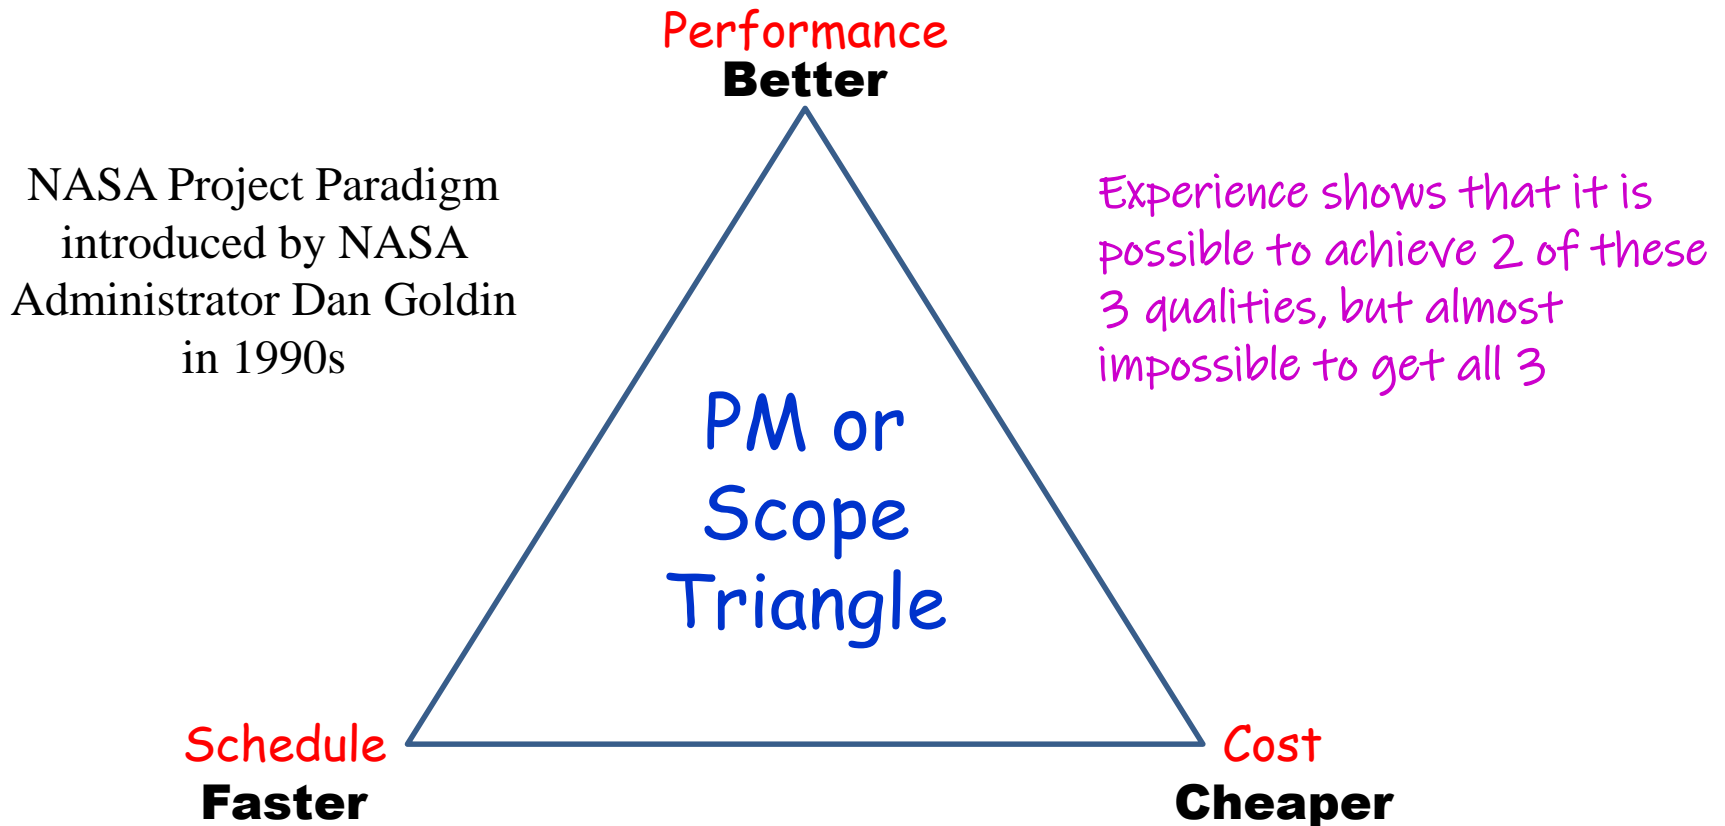 Performance
Better
NASA Project Paradigm
introduced by NASA
Administrator Dan Goldin
in 1990s
Experience shows that it is
possible to achieve 2 of these
3 qualities, but almost
impossible to get all 3
PM or
Scope
Triangle
Schedule
Faster
Cost
Cheaper